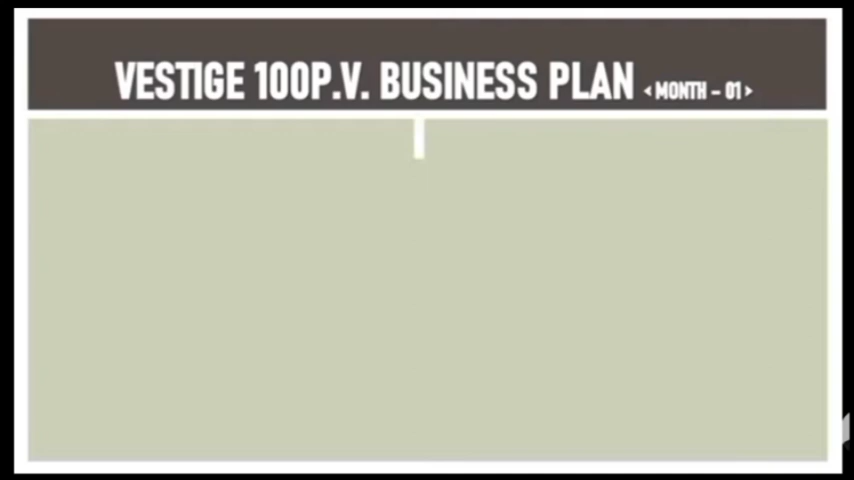 VESTIGE 100P.V. BUSINESS PLAN < MONTH – 01 >